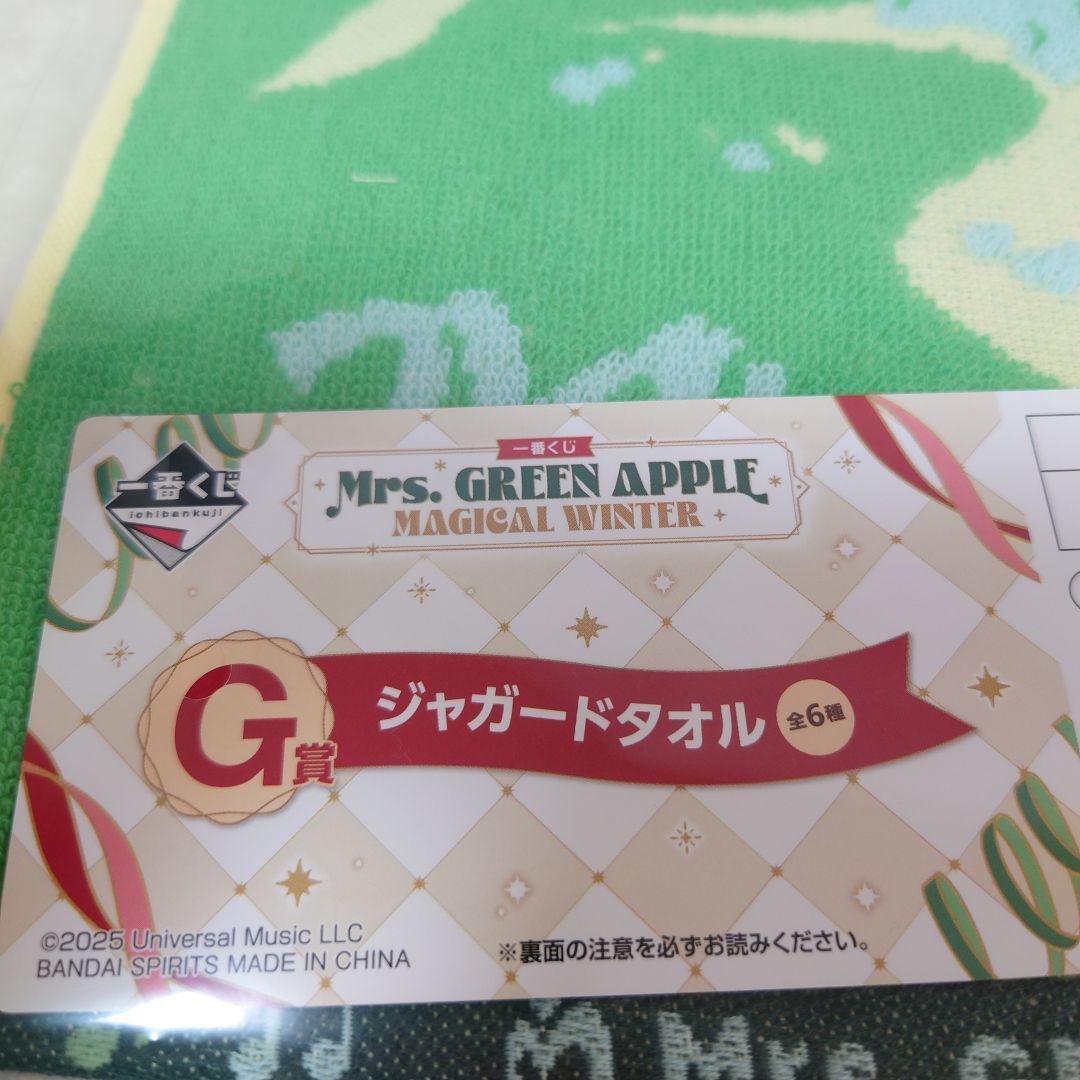 一番くじ
ichibankuji
一番くじ
Mrs. GREEN APPLE
MAGICAL WINTER
G賞
ジャガードタオル
全6種
©2025 Universal Music LLC
BANDAI SPIRITS MADE IN CHINA
※裏面の注意を必ずお読みください。